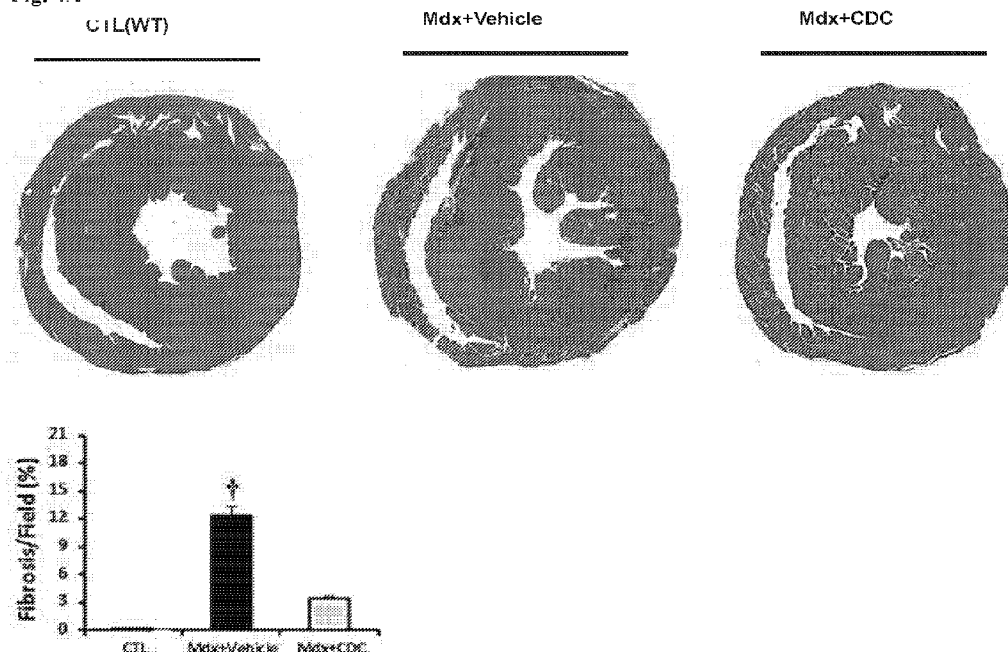 CTL(WT)
Mdx+Vehicle
Mdx+CDC
Fibrosis/Field (%)
21
18
15
12
9
6
3
0
†
CTL
Mdx+Vehicle
Mdx+CDC